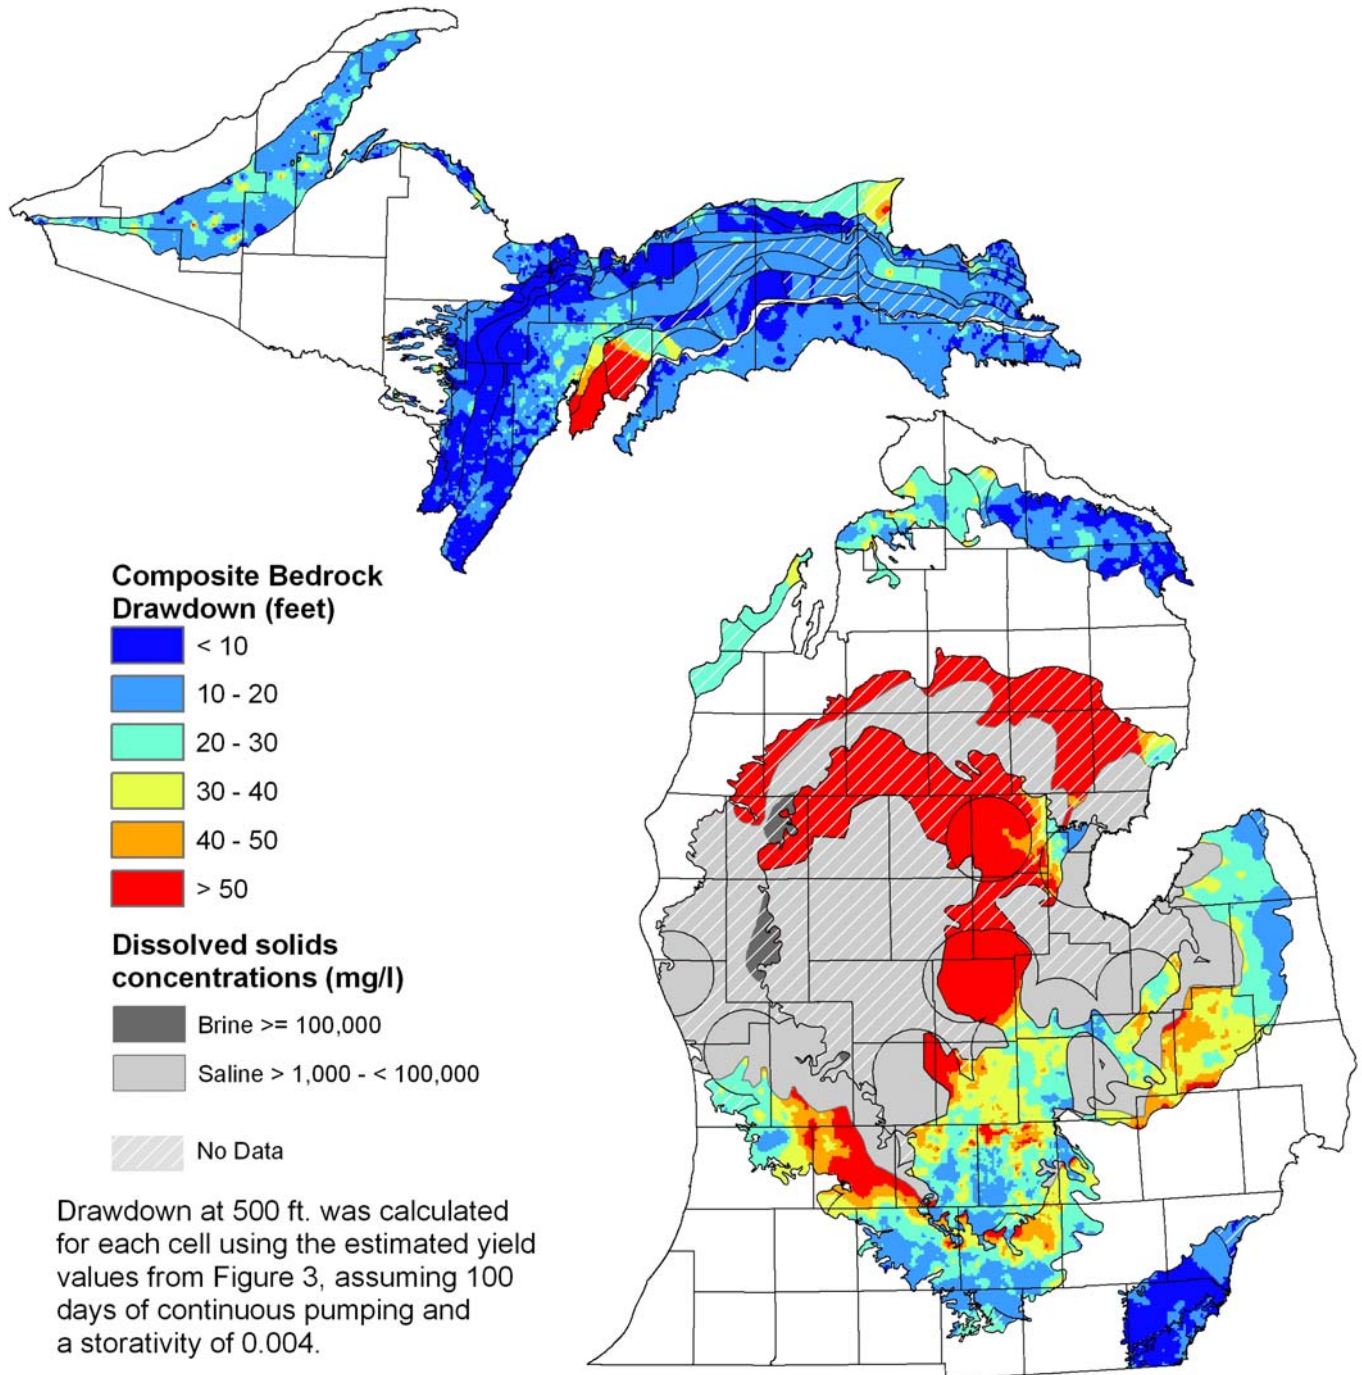 Composite Bedrock
Drawdown (feet)
< 10
10 - 20
20 - 30
30 - 40
40 - 50
> 50
Dissolved solids
concentrations (mg/l)
Brine >= 100,000
Saline > 1,000 - < 100,000
No Data
Drawdown at 500 ft. was calculated
for each cell using the estimated yield
values from Figure 3, assuming 100
days of continuous pumping and
a storativity of 0.004.